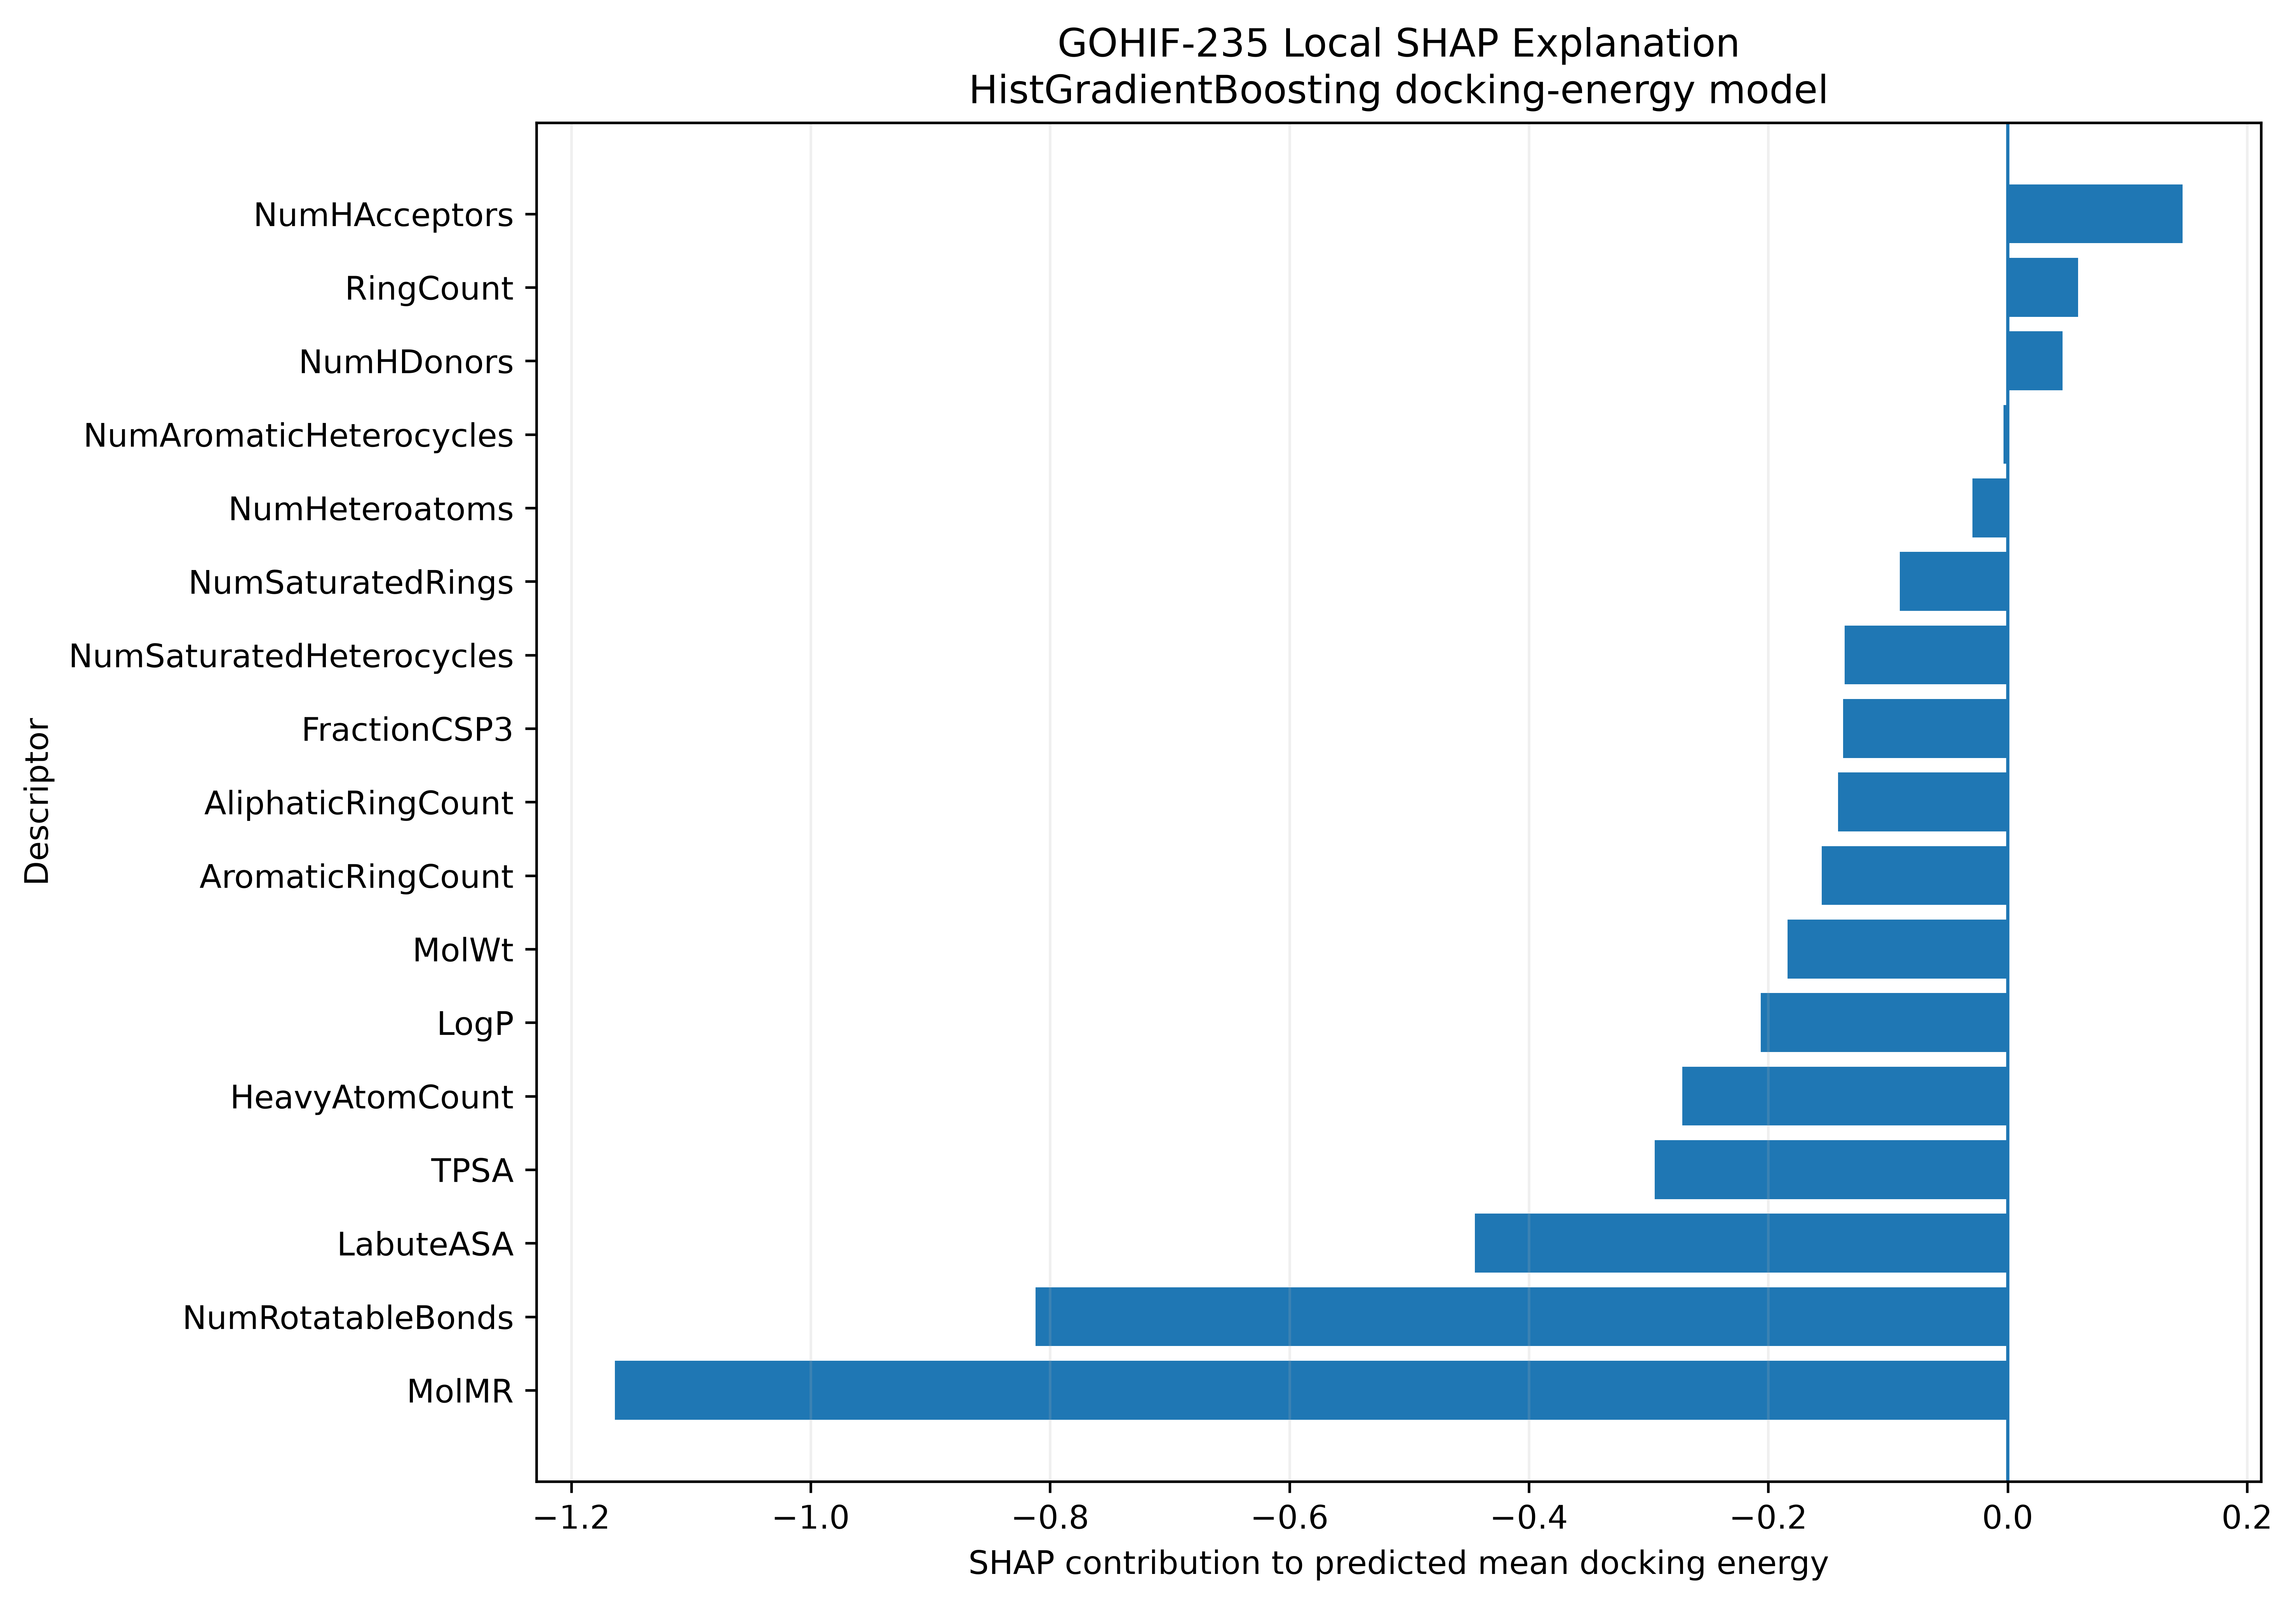 GOHIF-235 Local SHAP Explanation
HistGradientBoosting docking-energy model
Descriptor
NumHAcceptors
RingCount
NumHDonors
NumAromaticHeterocycles
NumHeteroatoms
NumSaturatedRings
NumSaturatedHeterocycles
FractionCSP3
AliphaticRingCount
AromaticRingCount
MolWt
LogP
HeavyAtomCount
TPSA
LabuteASA
NumRotatableBonds
MolMR
−1.2 −1.0 −0.8 −0.6 −0.4 −0.2 0.0 0.2
SHAP contribution to predicted mean docking energy